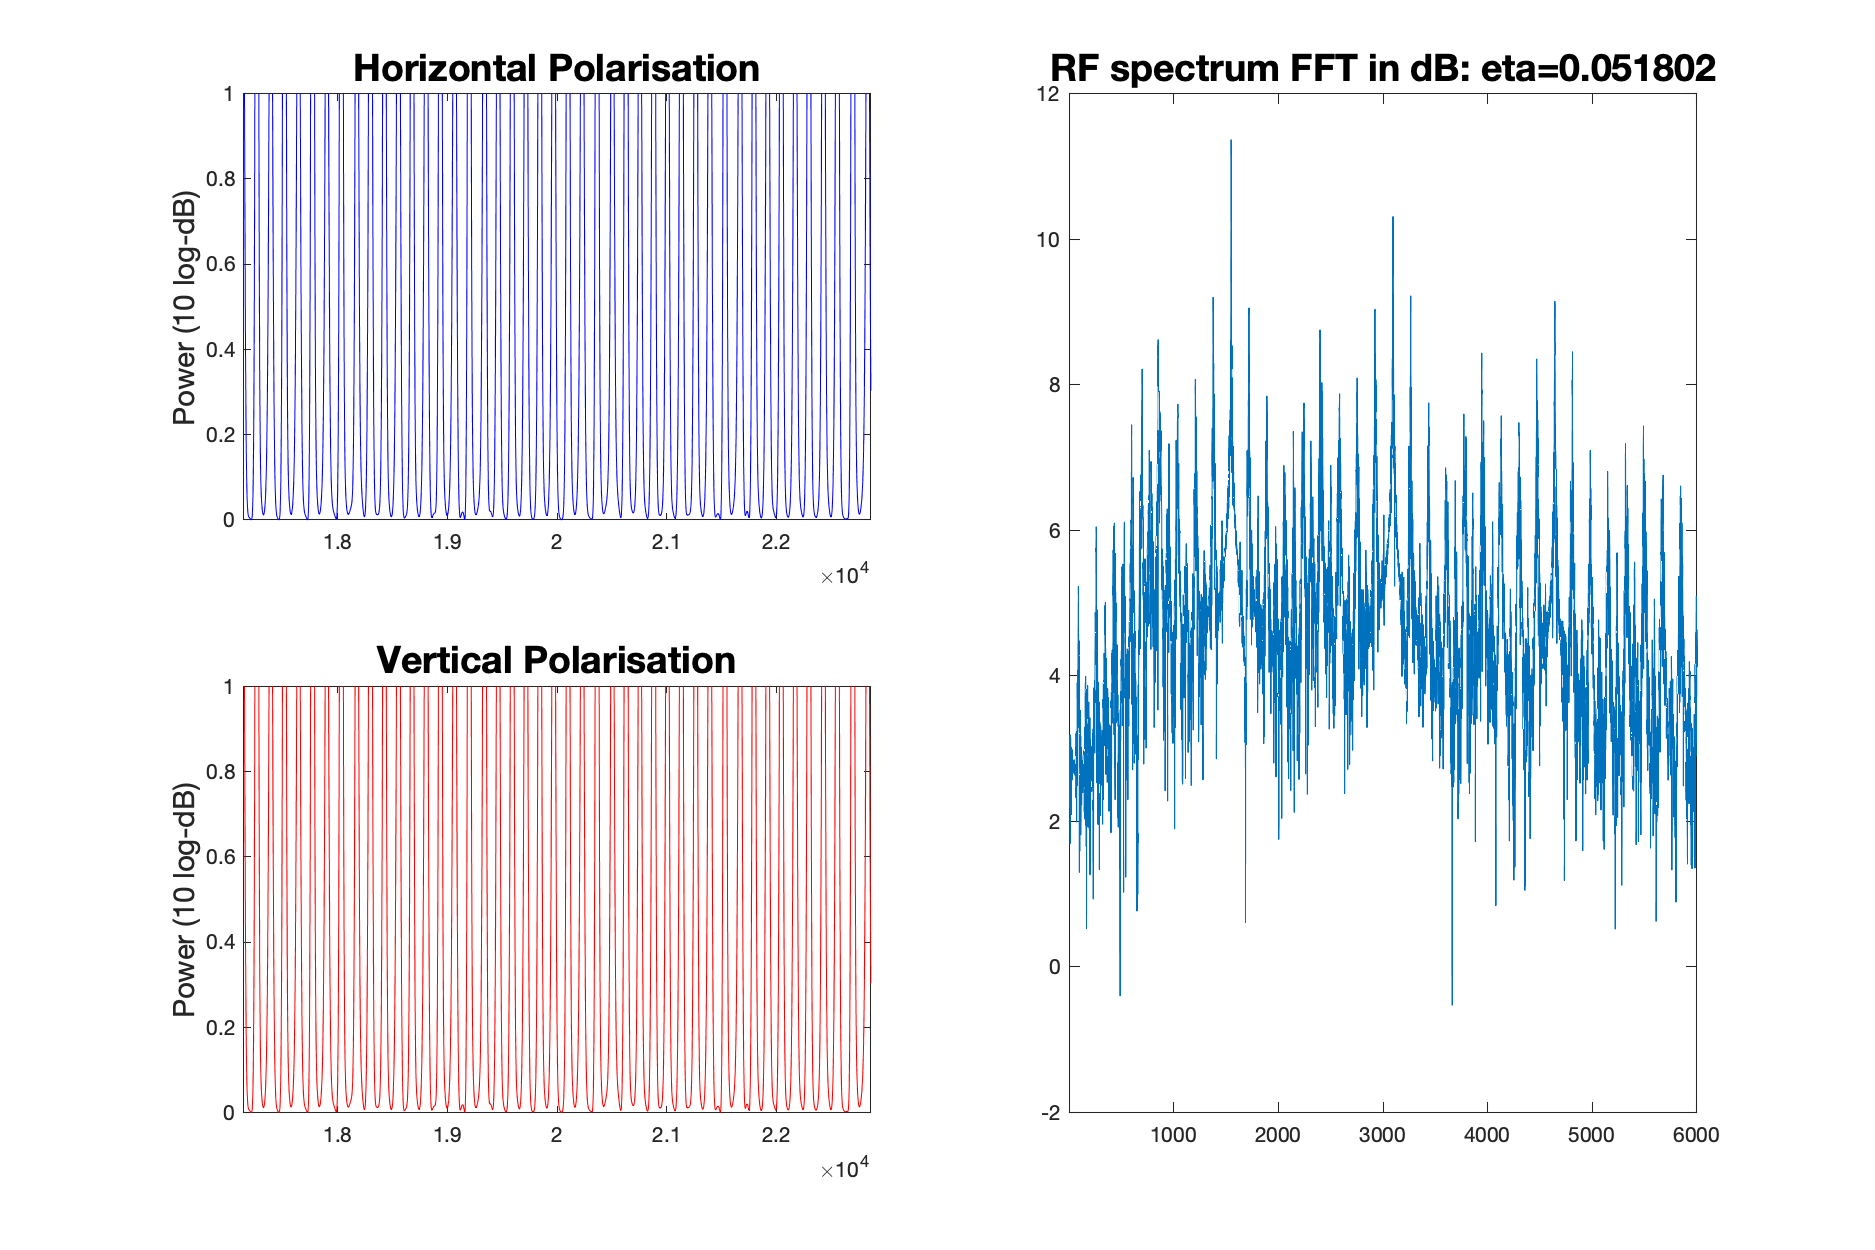 Horizontal Polarisation
1
0.8
0.6
0.4
0.2
0
Power (10 log-dB)
1.8 1.9 2 2.1 2.2
×10^4
Vertical Polarisation
1
0.8
0.6
0.4
0.2
0
Power (10 log-dB)
1.8 1.9 2 2.1 2.2
×10^4
RF spectrum FFT in dB: eta=0.051802
12
10
8
6
4
2
0
-2
1000 2000 3000 4000 5000 6000